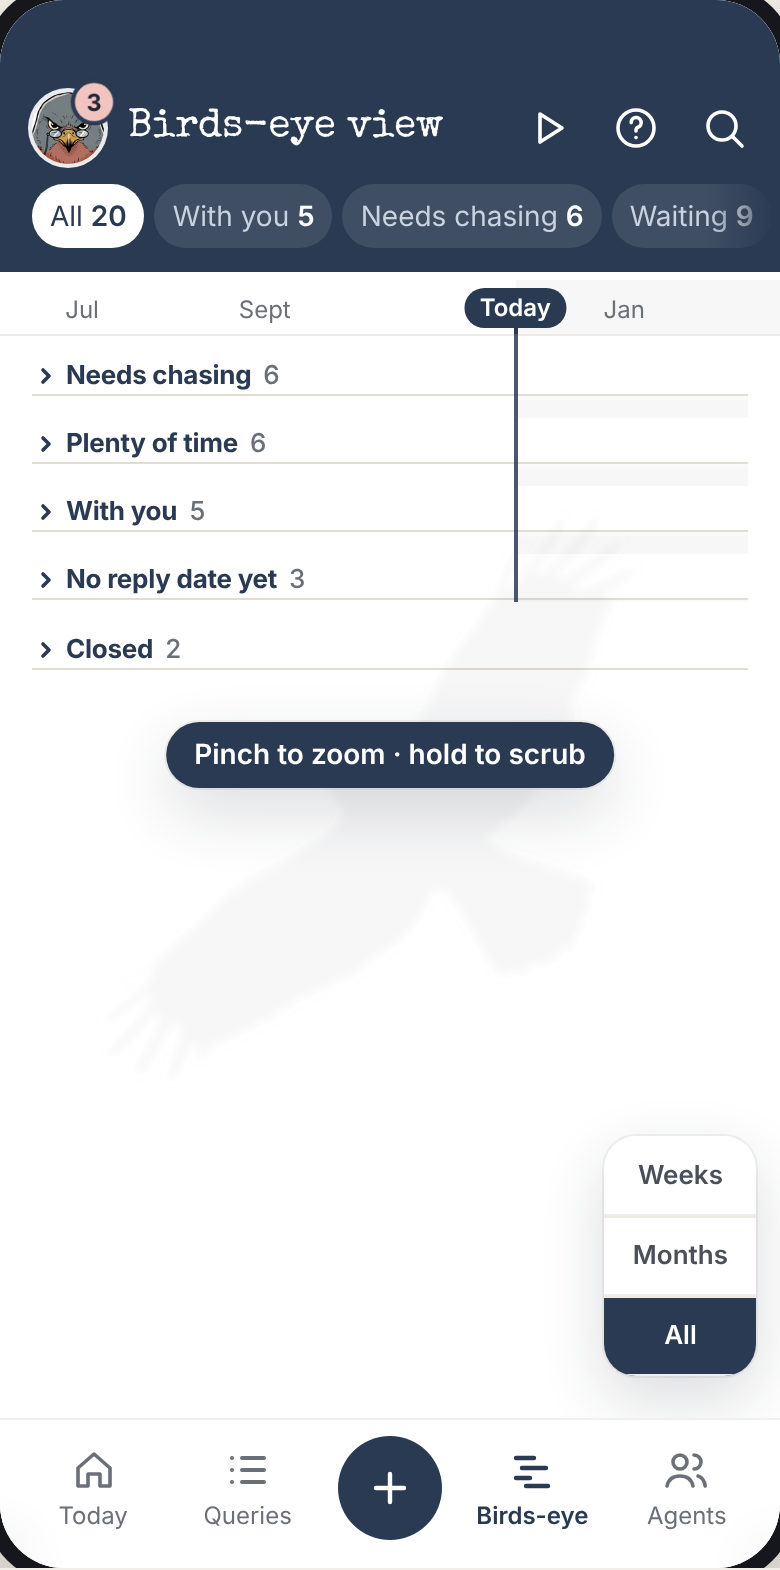 3
Birds-eye view
All 20 With you 5 Needs chasing 6 Waiting 9
Jul Sept Today Jan
Needs chasing 6
Plenty of time 6
With you 5
No reply date yet 3
Closed 2
Pinch to zoom · hold to scrub
Weeks
Months
All
Today Queries Birds-eye Agents